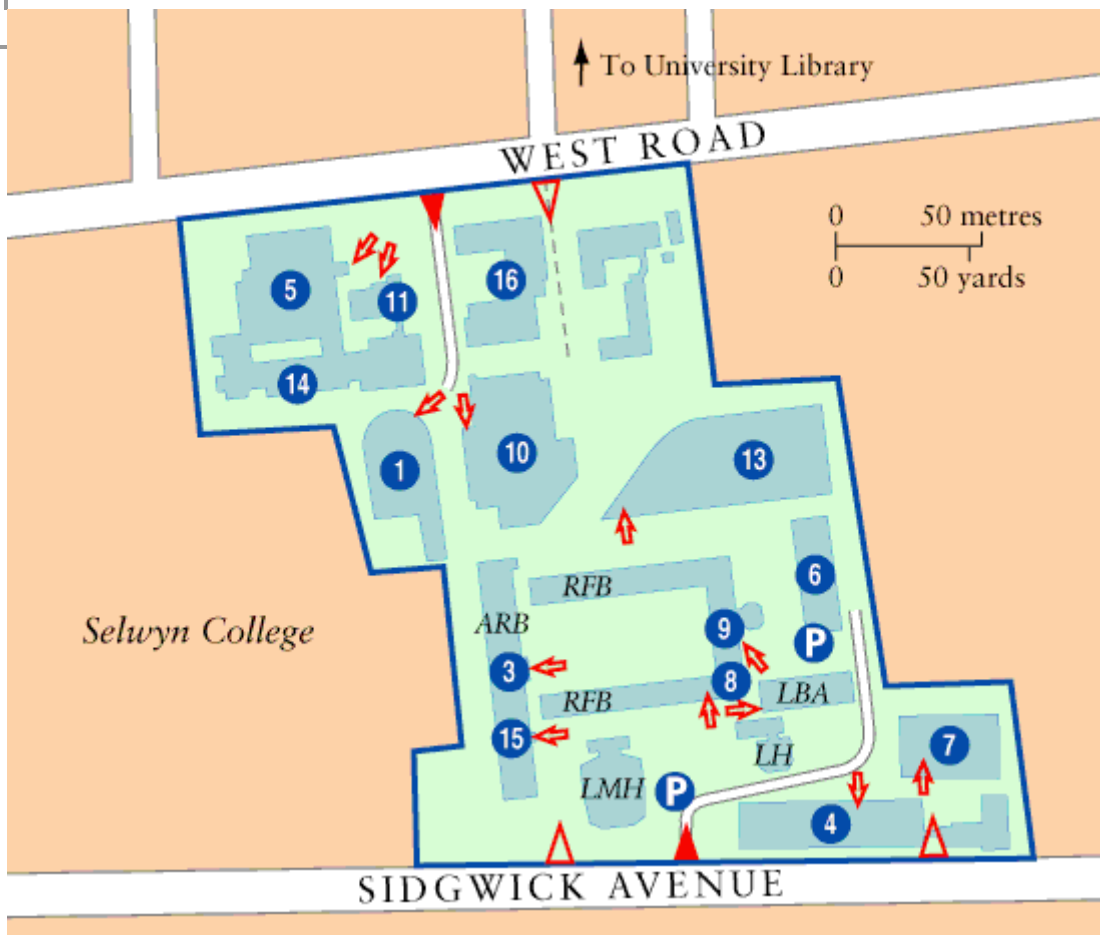 To University Library
WEST ROAD
0 50 metres
0 50 yards
5
11
16
14
1
10
13
RFB
6
ARB
9
P
3
8
RFB
LBA
15
7
LH
LMH
P
4
Selwyn College
SIDGWICK AVENUE